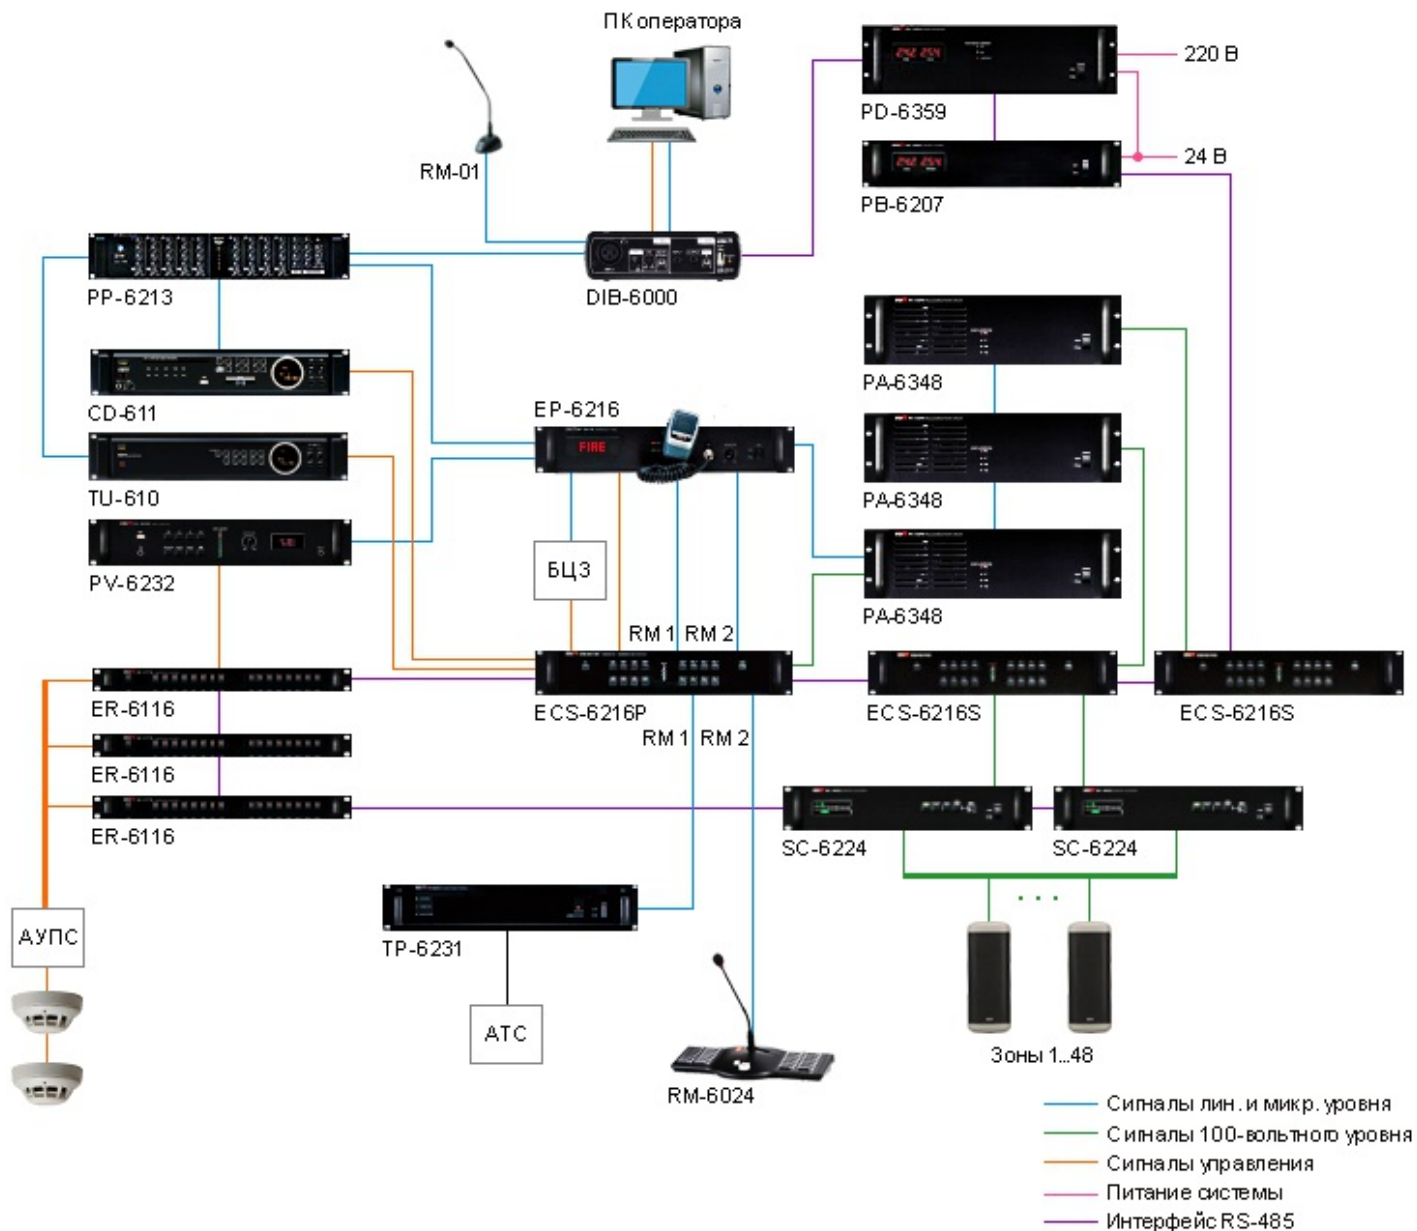 ПК оператора
220 В
PD-6359
24 В
RM-01
PB-6207
PP-6213
DIB-6000
PA-6348
CD-611
EP-6216
FIRE
PA-6348
TU-610
БЦЗ
PV-6232
PA-6348
RM 1 RM 2
ER-6116
ECS-6216P
ECS-6216S
ECS-6216S
RM 1 RM 2
ER-6116
ER-6116
SC-6224
SC-6224
АУПС
TP-6231
АТС
Зоны 1...48
RM-6024
Сигналы лин. и микр. уровня
Сигналы 100-вольтного уровня
Сигналы управления
Питание системы
Интерфейс RS-485